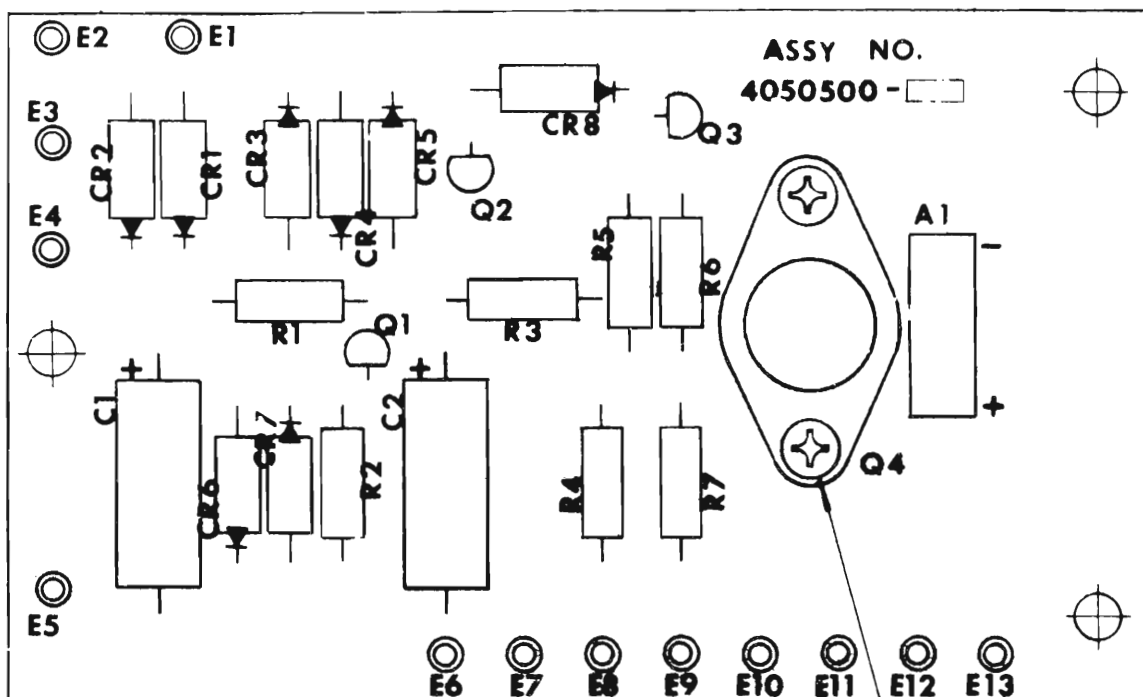 E2
E1
ASSY NO.
4050500-
E3
CR2
CR1
CR3
CR4
CR5
CR8
Q3
Q2
E4
A1
-
R5
R6
R1
Q1
R3
+
C1
+
C2
+
CR7
CR6
R2
R4
R7
Q4
E5
E6
E7
E8
E9
E10
E11
E12
E13